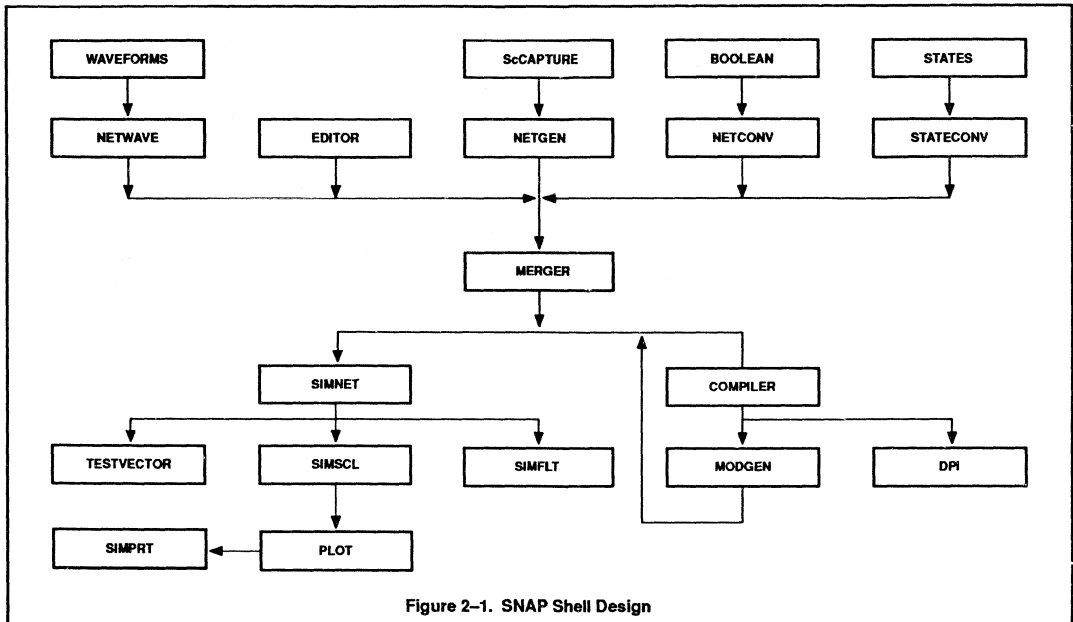 WAVEFORMS
ScCAPTURE
BOOLEAN
STATES
NETWAVE
EDITOR
NETGEN
NETCONV
STATECONV
MERGER
SIMNET
COMPILER
TESTVECTOR
SIMSCL
SIMFLT
MODGEN
DPI
SIMPRT
PLOT
Figure 2–1. SNAP Shell Design